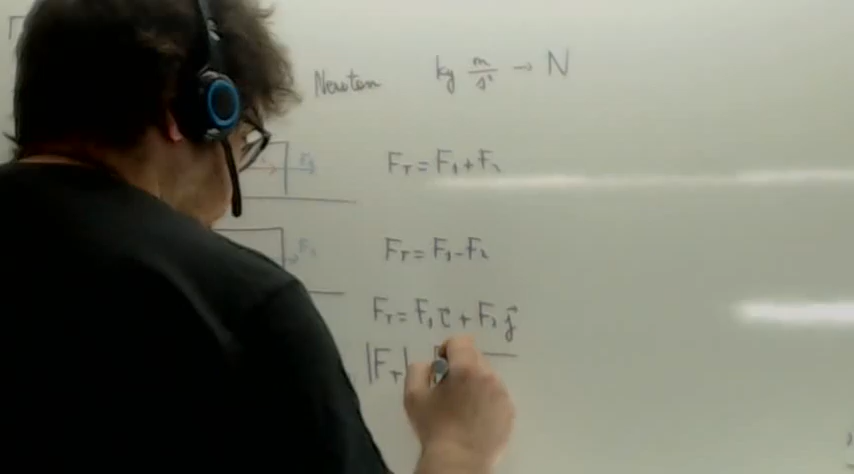 Newton kg m/s² → N
F_T = F_1 + F_2
F_T = F_1 - F_2
F_T = F_1 i⃗ + F_2 j⃗
|F_T|